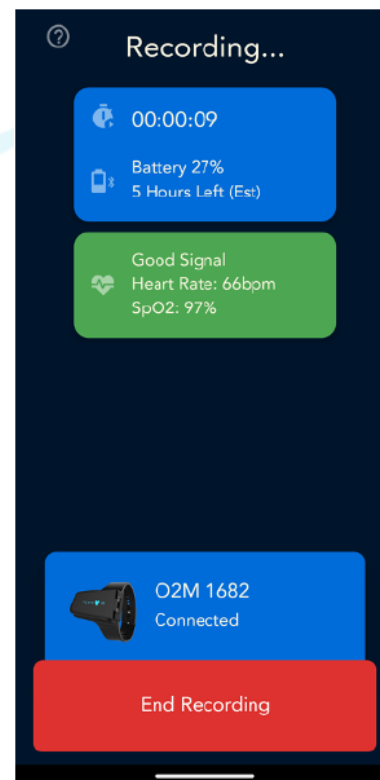 Recording...
00:00:09
Battery 27%
5 Hours Left (Est)
Good Signal
Heart Rate: 66bpm
SpO2: 97%
O2M 1682
Connected
End Recording